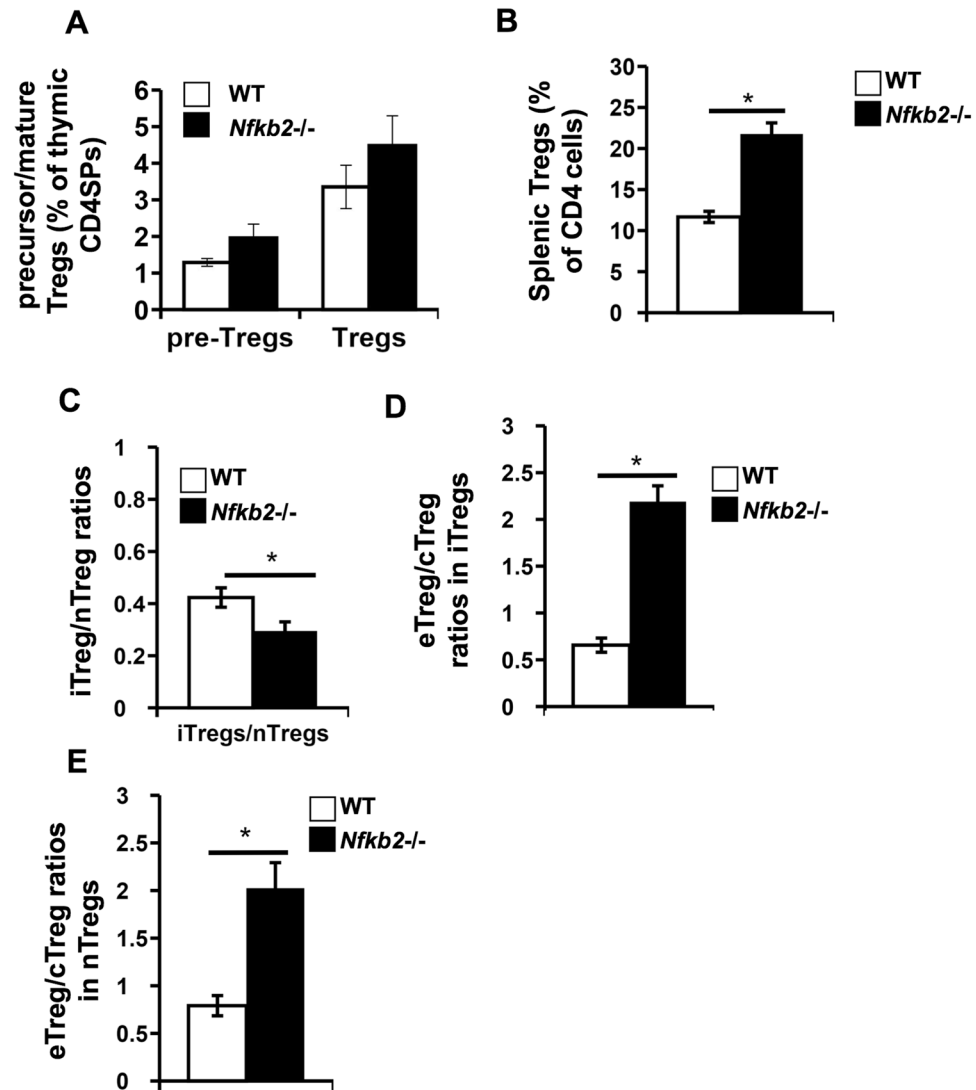 A
precursor/mature
Tregs (% of thymic
CD4SPs)
6
5
4
3
2
1
0
WT
Nfkb2-/-
pre-Tregs
Tregs
B
Splenic Tregs (%
of CD4 cells)
30
25
20
15
10
5
0
*
WT
Nfkb2-/-
C
iTreg/nTreg ratios
1
0.8
0.6
0.4
0.2
0
WT
Nfkb2-/-
*
iTregs/nTregs
D
eTreg/cTreg
ratios in iTregs
3
2.5
2
1.5
1
0.5
0
*
WT
Nfkb2-/-
E
eTreg/cTreg ratios
in nTregs
3
2.5
2
1.5
1
0.5
0
*
WT
Nfkb2-/-